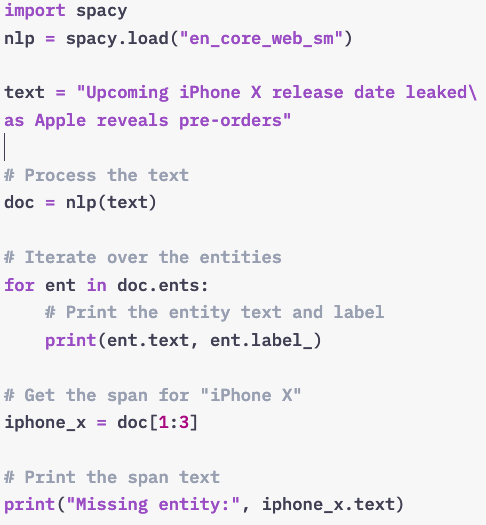 import spacy
nlp = spacy.load("en_core_web_sm")
text = "Upcoming iPhone X release date leaked\
as Apple reveals pre-orders"
# Process the text
doc = nlp(text)
# Iterate over the entities
for ent in doc.ents:
    # Print the entity text and label
    print(ent.text, ent.label_)
# Get the span for "iPhone X"
iphone_x = doc[1:3]
# Print the span text
print("Missing entity:", iphone_x.text)